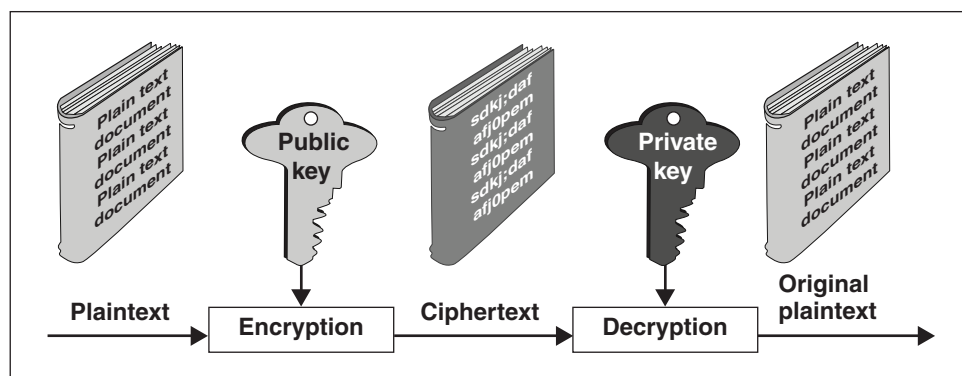 Plain text
document
Plain text
document
Plain text
document
Public
key
sdkj;daf
afj0pem
sdkj;daf
afj0pem
sdkj;daf
afj0pem
Private
key
Plain text
document
Plain text
document
Plain text
document
Plaintext
Encryption
Ciphertext
Decryption
Original
plaintext